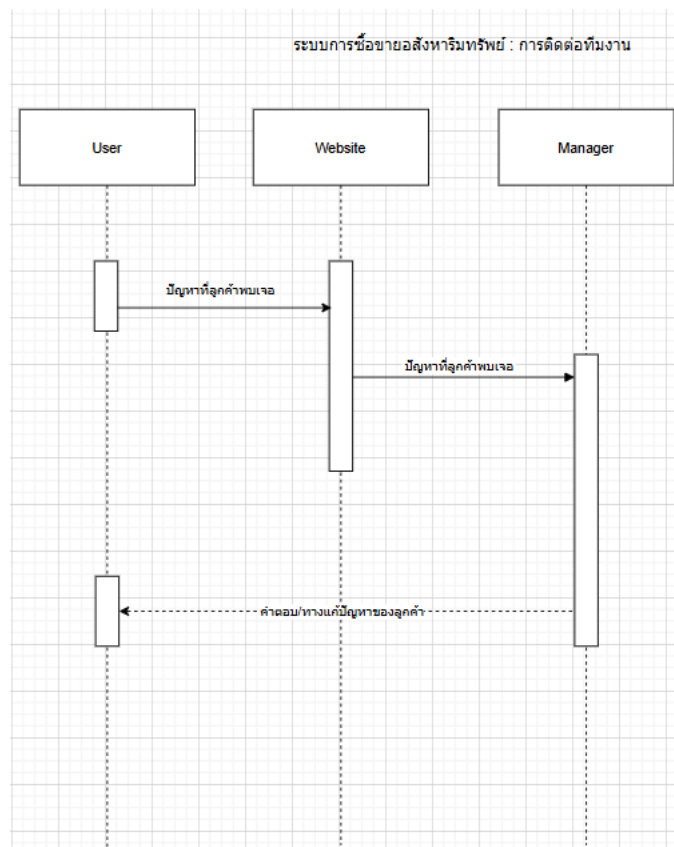 ระบบการซื้อขายอสังหาริมทรัพย์ : การติดต่อทีมงาน
User
Website
Manager
ปัญหาที่ลูกค้าพบเจอ
ปัญหาที่ลูกค้าพบเจอ
คำตอบ/ทางแก้ปัญหาของลูกค้า